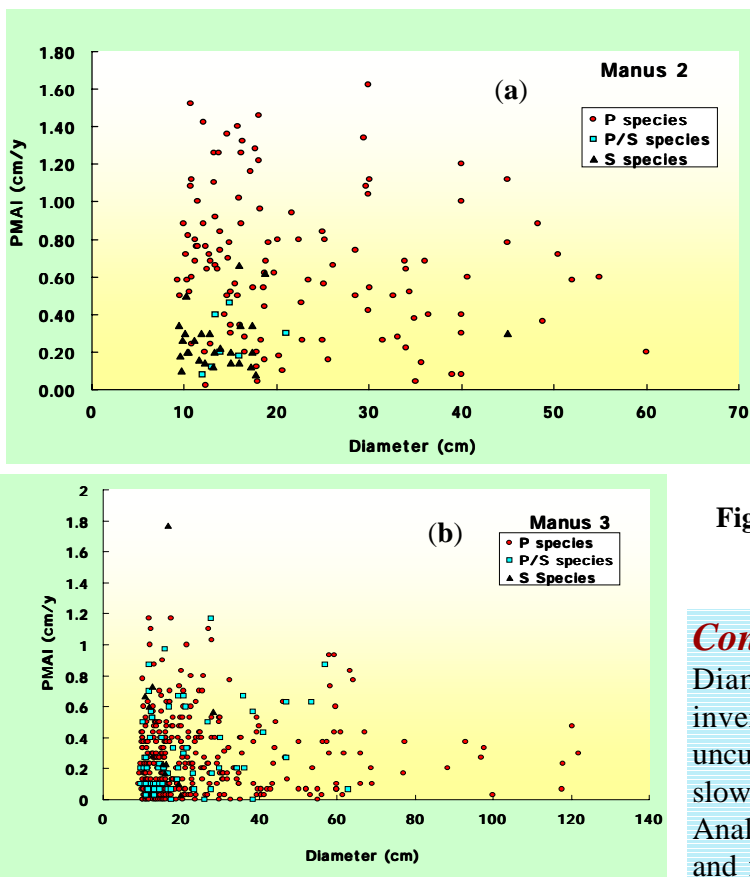 1.80
1.60
1.40
1.20
1.00
0.80
0.60
0.40
0.20
0.00
PMAI (cm/y)
Manus 2
(a)
P species
P/S species
S species
0 10 20 30 40 50 60 70
Diameter (cm)
2
1.8
1.6
1.4
1.2
1
0.8
0.6
0.4
0.2
0
PMAI (cm/y
Manus 3
(b)
P species
P/S species
S Species
0 20 40 60 80 100 120 140
Diameter (cm)
Fig
Con
Diam
inver
uncu
slow
Anal
and